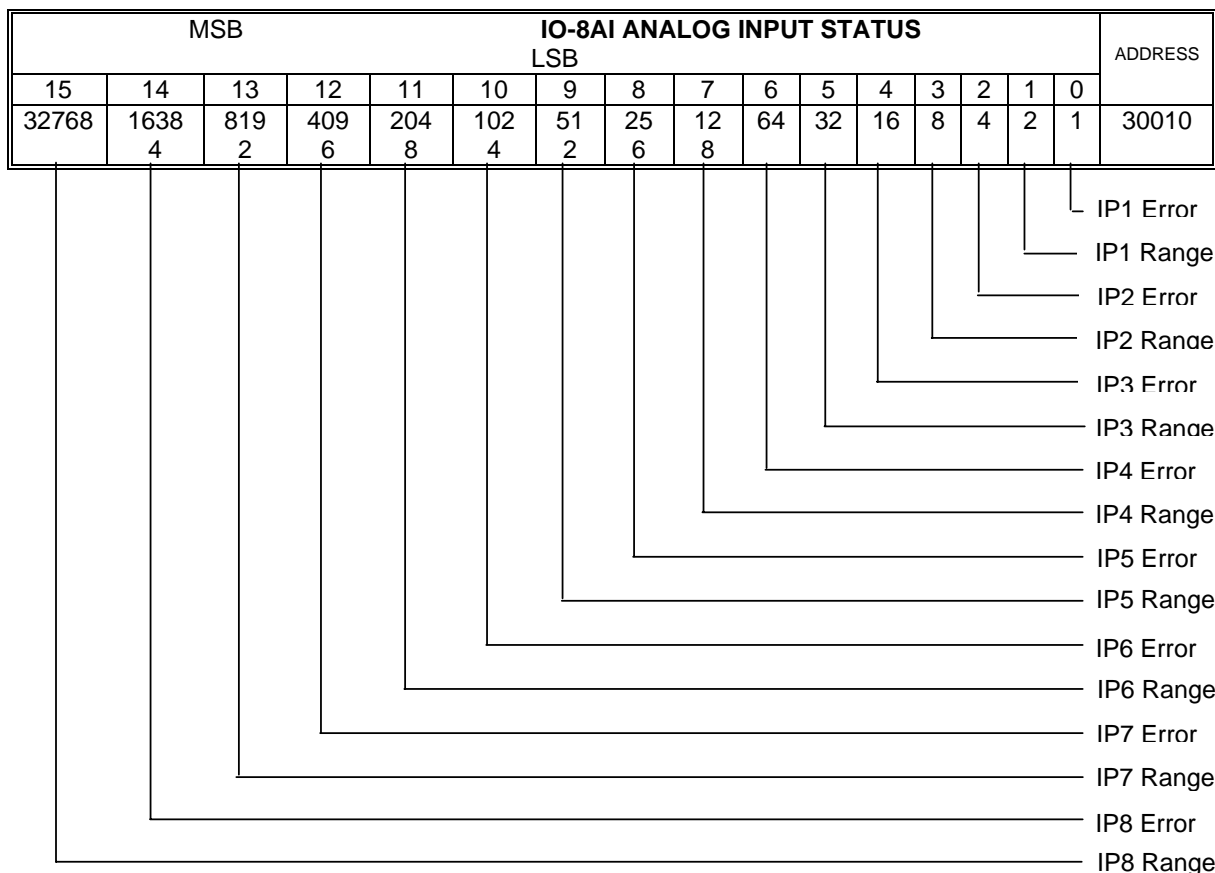 MSB IO-8AI ANALOG INPUT STATUS
LSB
ADDRESS
15 14 13 12 11 10 9 8 7 6 5 4 3 2 1 0
32768 1638 819 409 204 102 51 25 12 64 32 16 8 4 2 1 30010
4 2 6 8 4 2 6 8
IP1 Error
IP1 Range
IP2 Error
IP2 Range
IP3 Error
IP3 Range
IP4 Error
IP4 Range
IP5 Error
IP5 Range
IP6 Error
IP6 Range
IP7 Error
IP7 Range
IP8 Error
IP8 Range